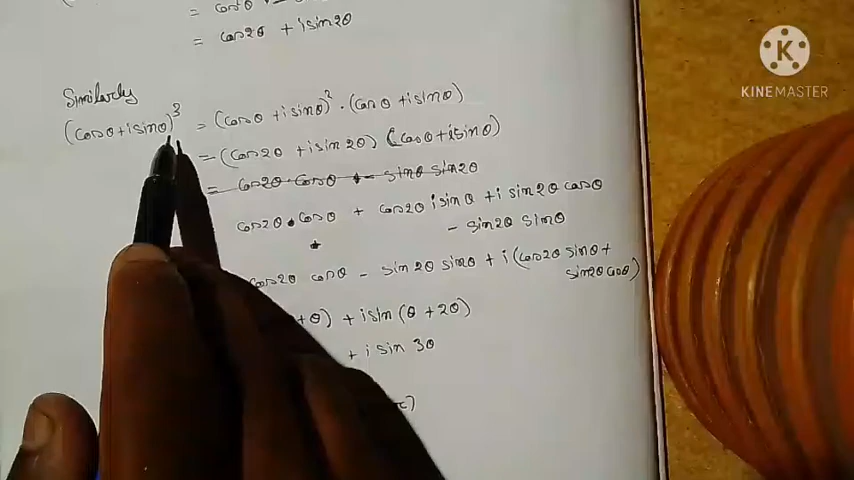 = cosθ
= cos2θ + isin2θ
Similarly
(cosθ+isinθ)³ = (cosθ + isinθ)² . (cosθ +isinθ)
= (cos2θ +isin2θ) (cosθ+isinθ)
= cos2θ·cosθ + - sinθ sin2θ
cos2θ.cosθ + cos2θ isinθ +i sin2θ cosθ
- sin2θ sinθ
cos2θ cosθ - sin2θ sinθ + i(cos2θ sinθ +
sin2θ cosθ)
+θ) + isin(θ+2θ)
+ i sin 3θ
KINEMASTER